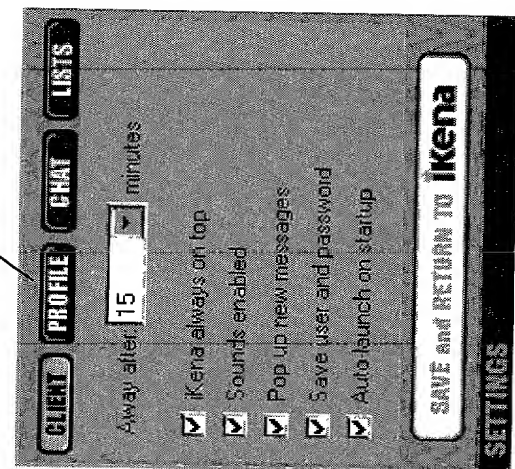 CLIENT PROFILE CHAT LISTS
Away after 15 minutes
iKena always on top
Sounds enabled
Pop up new messages
Save user and password
Auto launch on startup
SAVE and RETURN TO iKena
SETTINGS